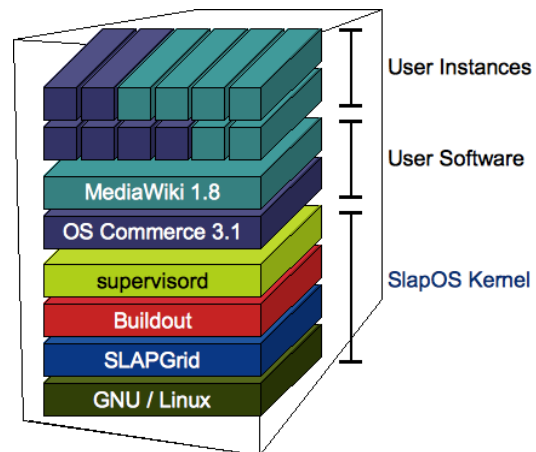 User Instances
User Software
MediaWiki 1.8
OS Commerce 3.1
supervisord
SlapOS Kernel
Buildout
SLAPGrid
GNU / Linux